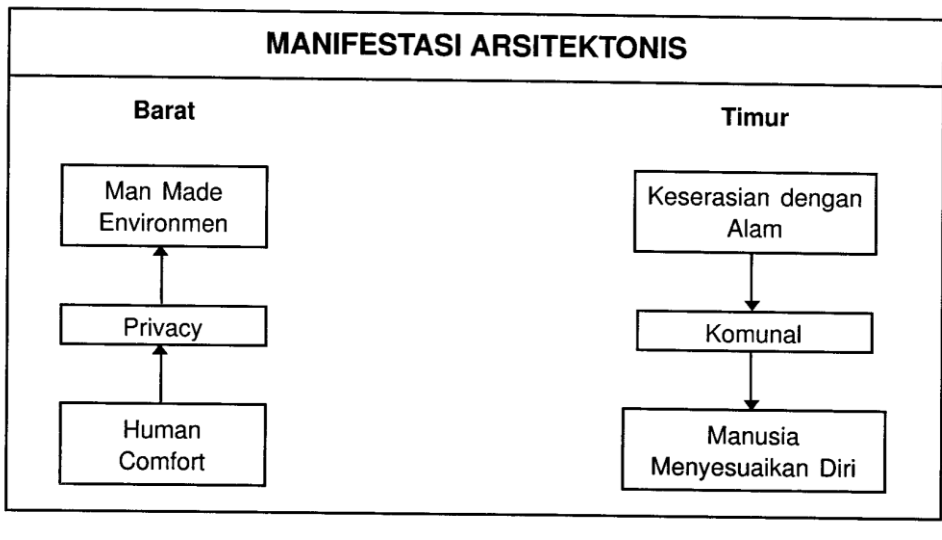 MANIFESTASI ARSITEKTONIS
Barat
Man Made
Environmen
Privacy
Human
Comfort
Timur
Keserasian dengan
Alam
Komunal
Manusia
Menyesuaikan Diri